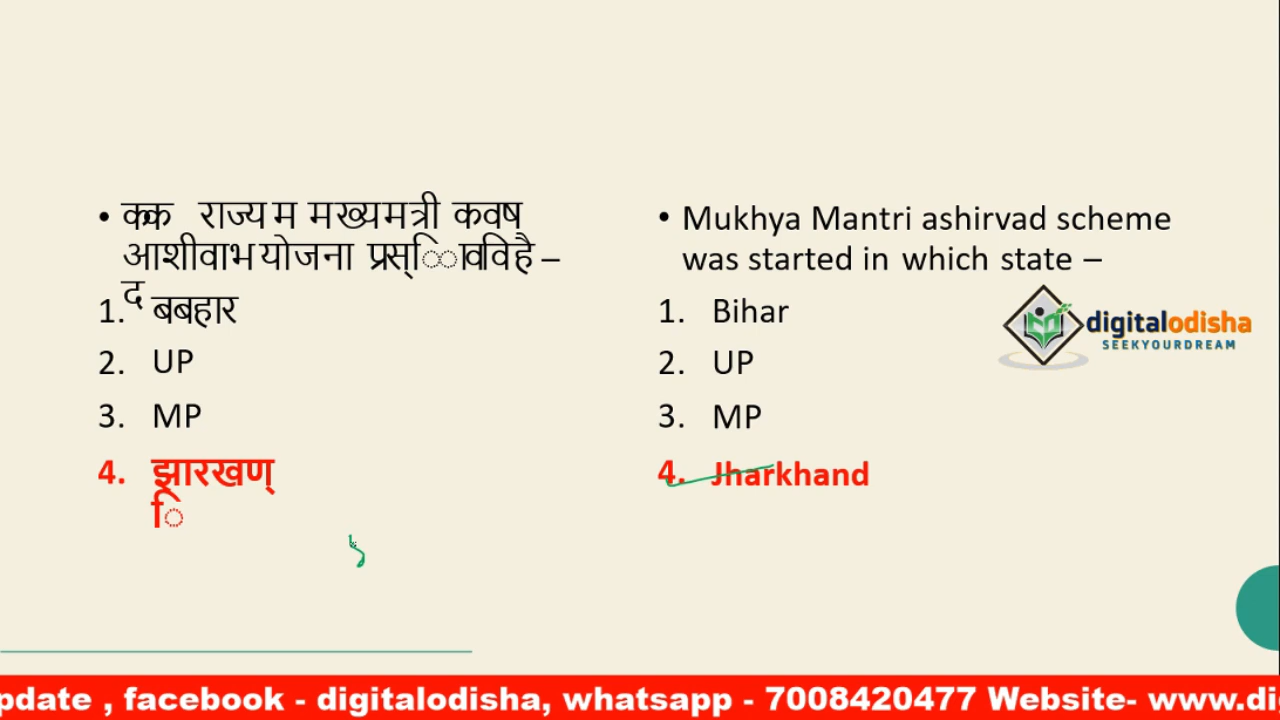 • क्क राज्य म मख्यमत्री कवष
आशीवाभ योजना प्रस्िावविहै –
द
1. बबहार
2. UP
3. MP
4. झारखण्
ि
• Mukhya Mantri ashirvad scheme
was started in which state –
1. Bihar
2. UP
3. MP
4. Jharkhand
digitalodisha
SEEKYOURDREAM
pdate , facebook - digitalodisha, whatsapp - 7008420477 Website- www.di